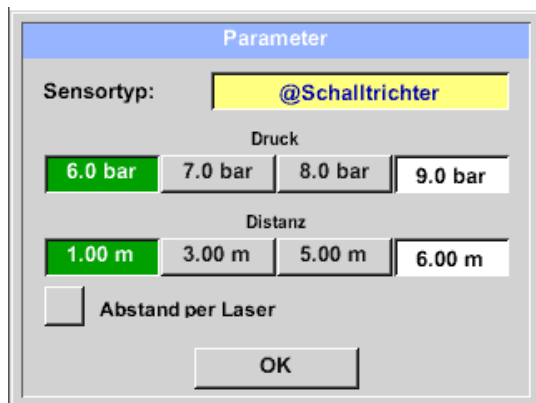 Parameter
Sensortyp: @Schalltrichter
Druck
6.0 bar 7.0 bar 8.0 bar 9.0 bar
Distanz
1.00 m 3.00 m 5.00 m 6.00 m
Abstand per Laser
OK